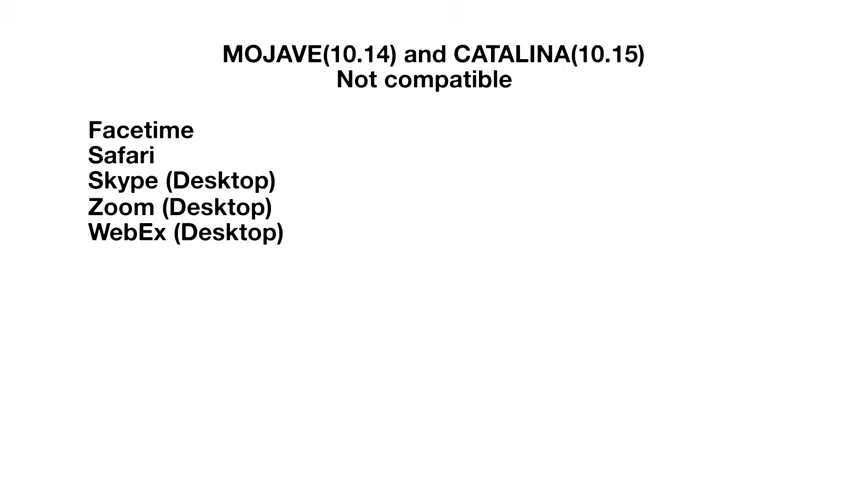 MOJAVE(10.14) and CATALINA(10.15)
Not compatible
Facetime
Safari
Skype (Desktop)
Zoom (Desktop)
WebEx (Desktop)